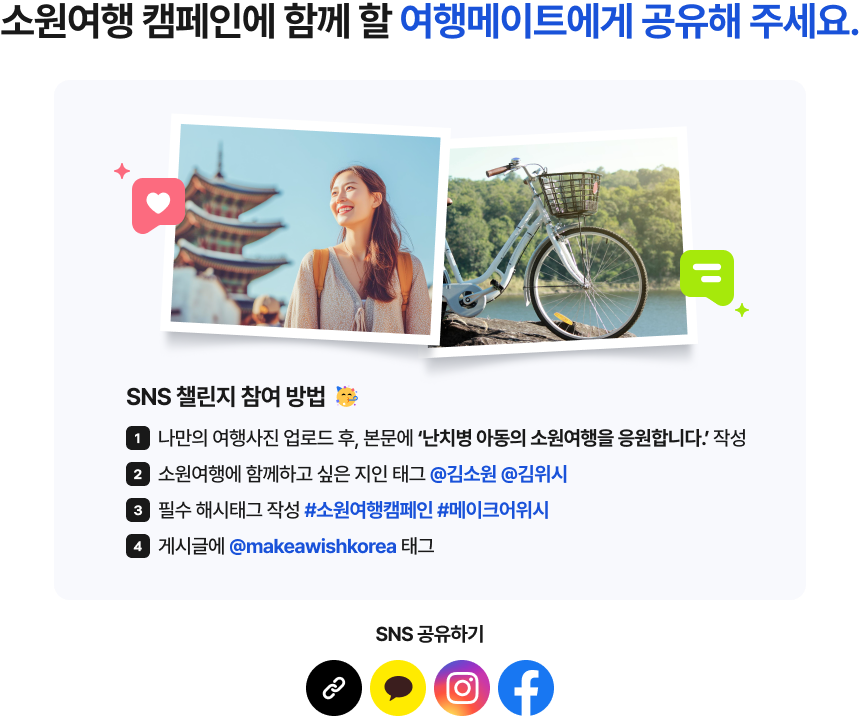 소원여행 캠페인에 함께 할 여행메이트에게 공유해 주세요.
SNS 챌린지 참여 방법
1 나만의 여행사진 업로드 후, 본문에 ‘난치병 아동의 소원여행을 응원합니다.’ 작성
2 소원여행에 함께하고 싶은 지인 태그 @김소원 @김위시
3 필수 해시태그 작성 #소원여행캠페인 #메이크어위시
4 게시글에 @makeawishkorea 태그
SNS 공유하기